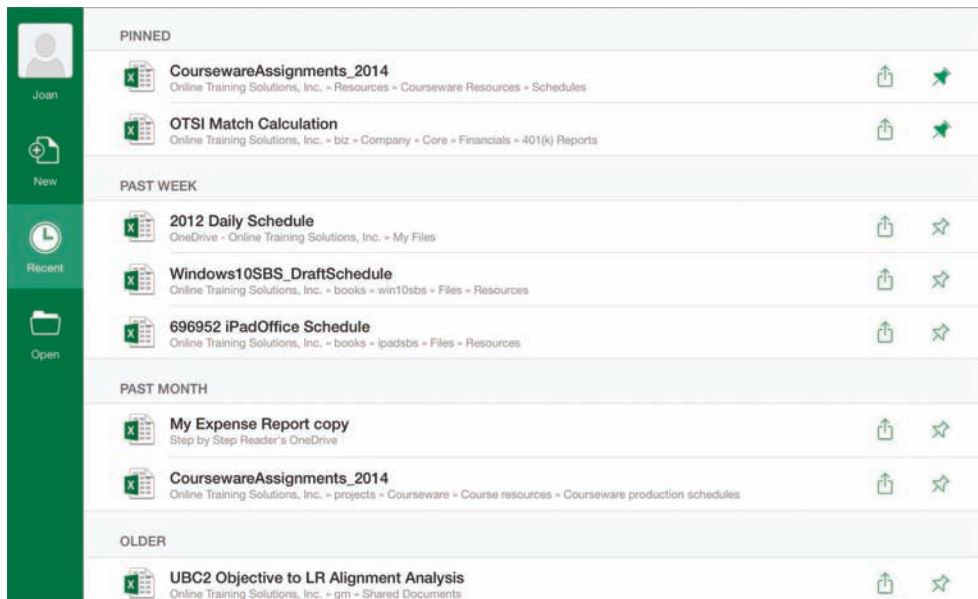 PINNED
CoursewareAssignments_2014
Online Training Solutions, Inc. » Resources » Courseware Resources » Schedules
OTSI Match Calculation
Online Training Solutions, Inc. » biz » Company » Core » Financials » 401(k) Reports
PAST WEEK
2012 Daily Schedule
OneDrive - Online Training Solutions, Inc. » My Files
Windows10SBS_DraftSchedule
Online Training Solutions, Inc. » books » win10sbs » Files » Resources
696952 iPadOffice Schedule
Online Training Solutions, Inc. » books » ipadsbs » Files » Resources
PAST MONTH
My Expense Report copy
Step by Step Reader's OneDrive
CoursewareAssignments_2014
Online Training Solutions, Inc. » projects » Courseware » Course resources » Courseware production schedules
OLDER
UBC2 Objective to LR Alignment Analysis
Online Training Solutions, Inc. » gm » Shared Documents
Joan
New
Recent
Open